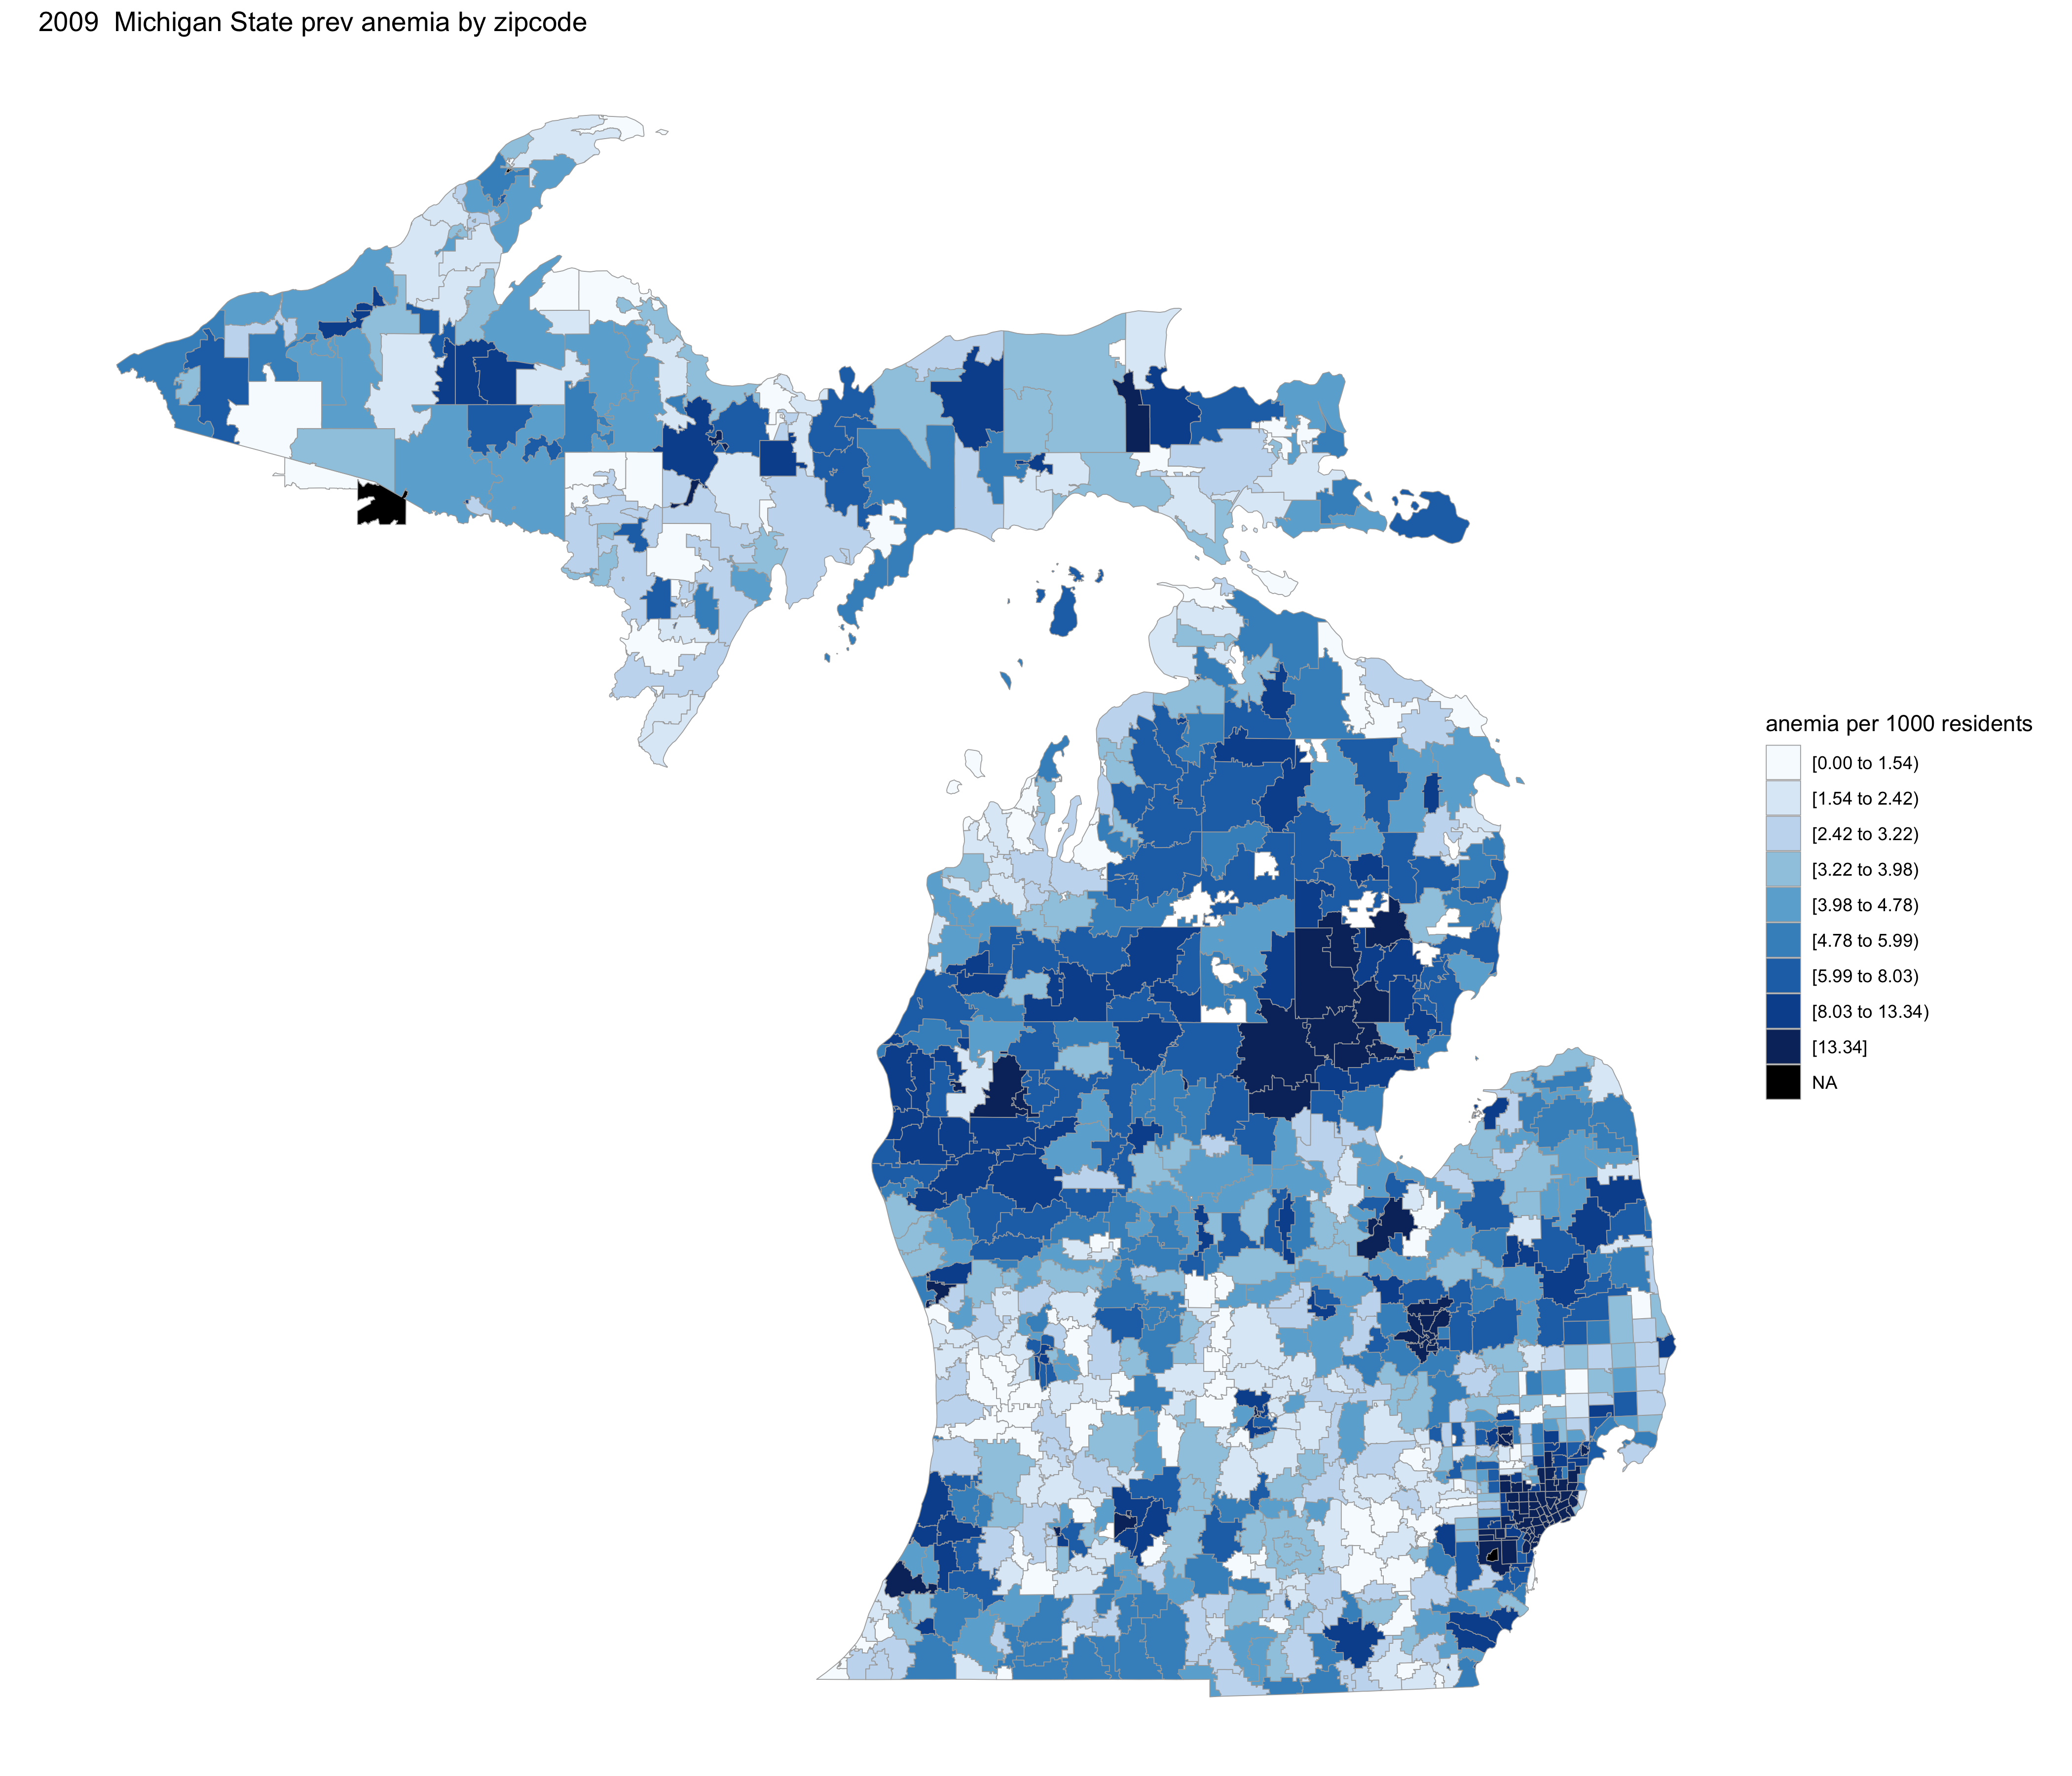 2009  Michigan State prev anemia by zipcode
anemia per 1000 residents
[0.00 to 1.54)
[1.54 to 2.42)
[2.42 to 3.22)
[3.22 to 3.98)
[3.98 to 4.78)
[4.78 to 5.99)
[5.99 to 8.03)
[8.03 to 13.34)
[13.34]
NA